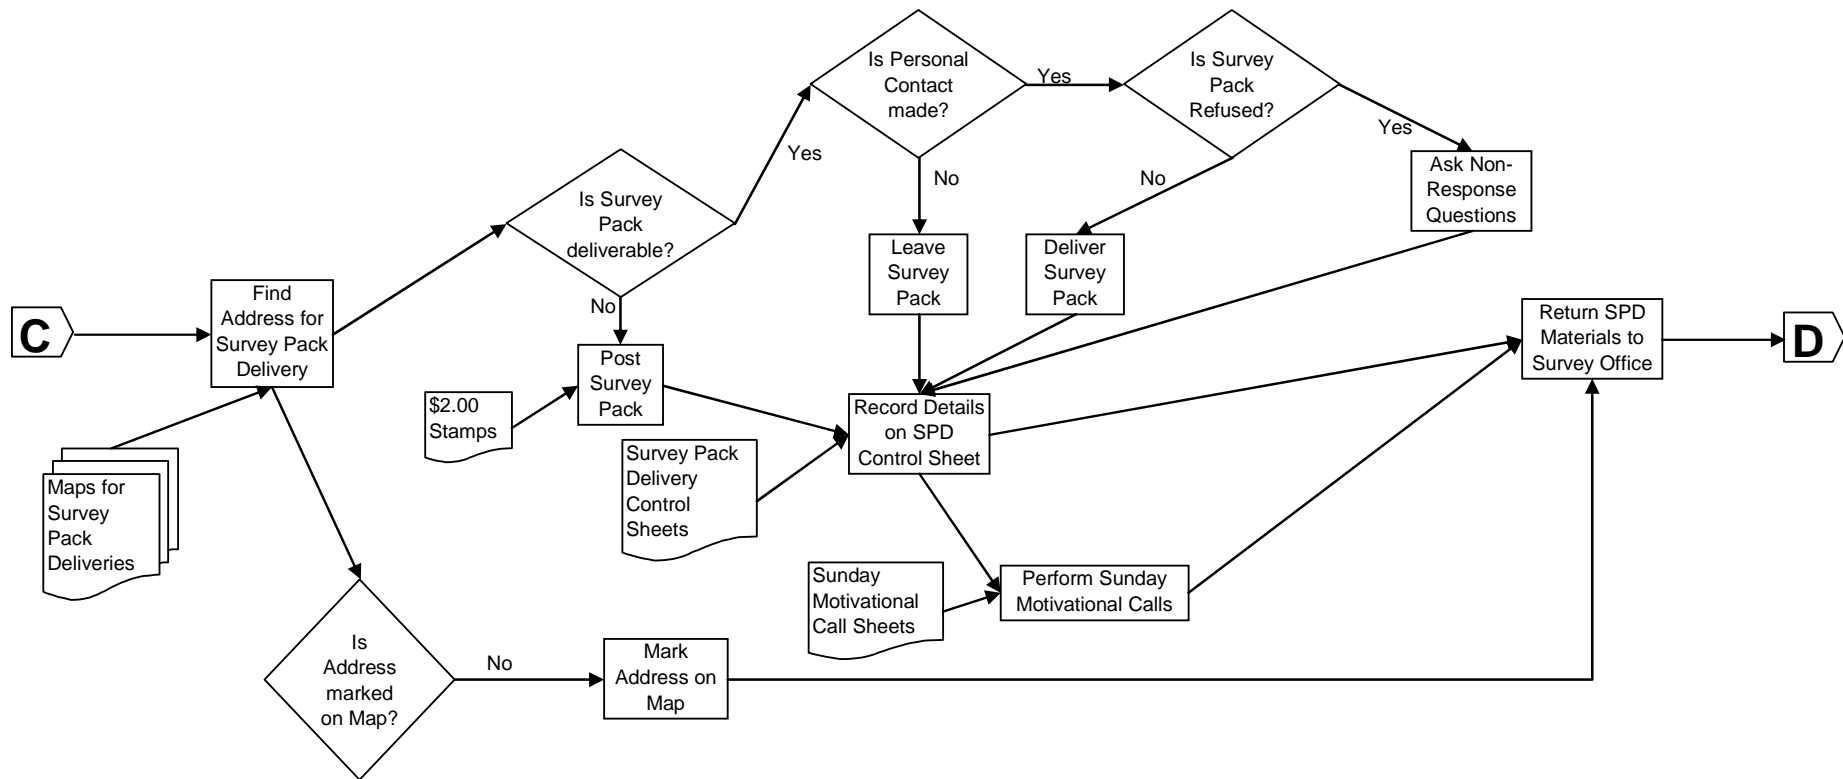 C
Find
Address for
Survey Pack
Delivery
Maps for
Survey
Pack
Deliveries
Is Survey
Pack
deliverable?
Yes
No
Is Personal
Contact
made?
Yes
No
Is Survey
Pack
Refused?
Yes
No
Ask Non-
Response
Questions
Leave
Survey
Pack
Deliver
Survey
Pack
$2.00
Stamps
Post
Survey
Pack
Survey Pack
Delivery
Control
Sheets
Record Details
on SPD
Control Sheet
Sunday
Motivational
Call Sheets
Perform Sunday
Motivational Calls
Is
Address
marked
on Map?
No
Mark
Address on
Map
Return SPD
Materials to
Survey Office
D